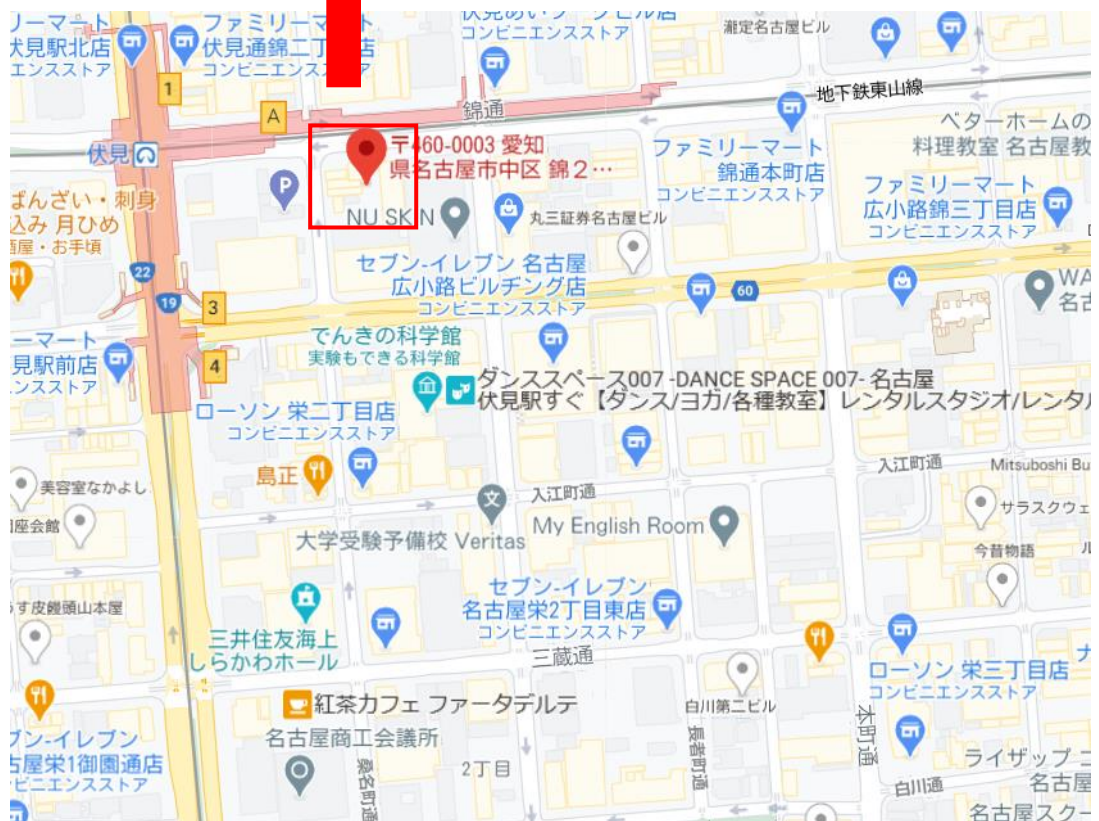 リーマート
伏見駅北店
エンスストア
ファミリーマート
伏見通錦二丁
店
コンビニエンス
コンビニエンスストア
瀧定名古屋ビル
1
A
錦通
地下鉄東山線
伏見
〒460-0003 愛知
県名古屋市中区 錦２…
ファミリーマート
錦通本町店
コンビニエンスストア
ベターホームの
料理教室 名古屋教
P
NU SKIN
丸三証券名古屋ビル
ファミリーマート
広小路錦三丁目店
コンビニエンスストア
ばんざい・刺身
込み 月ひめ
酒屋・お手頃
22
19
3
セブン-イレブン 名古屋
広小路ビルヂング店
コンビニエンスストア
60
WA
名古
ーマート
見駅前店
ンスストア
4
でんきの科学館
実験もできる科学館
ダンススペース007 -DANCE SPACE 007- 名古屋
伏見駅すぐ【ダンス/ヨガ/各種教室】レンタルスタジオ/レンタル
ローソン 栄二丁目店
コンビニエンスストア
島正
入江町通
入江町通
Mitsuboshi Bu
美容室なかよし
座会館
文
大学受験予備校 Veritas
My English Room
サラスクウェ
今昔物語
す皮饅頭山本屋
三井住友海上
しらかわホール
セブン-イレブン
名古屋栄2丁目東店
コンビニエンスストア
三蔵通
ローソン 栄三丁目店
コンビニエンスストア
ナ
紅茶カフェ ファータデルテ
白川第二ビル
名古屋商工会議所
ブン-イレブン
古屋栄1御園通店
ビニエンスストア
桑名町通
2丁目
長者町通
本町通
白川通
ライザップ
名古屋
名古屋スクー